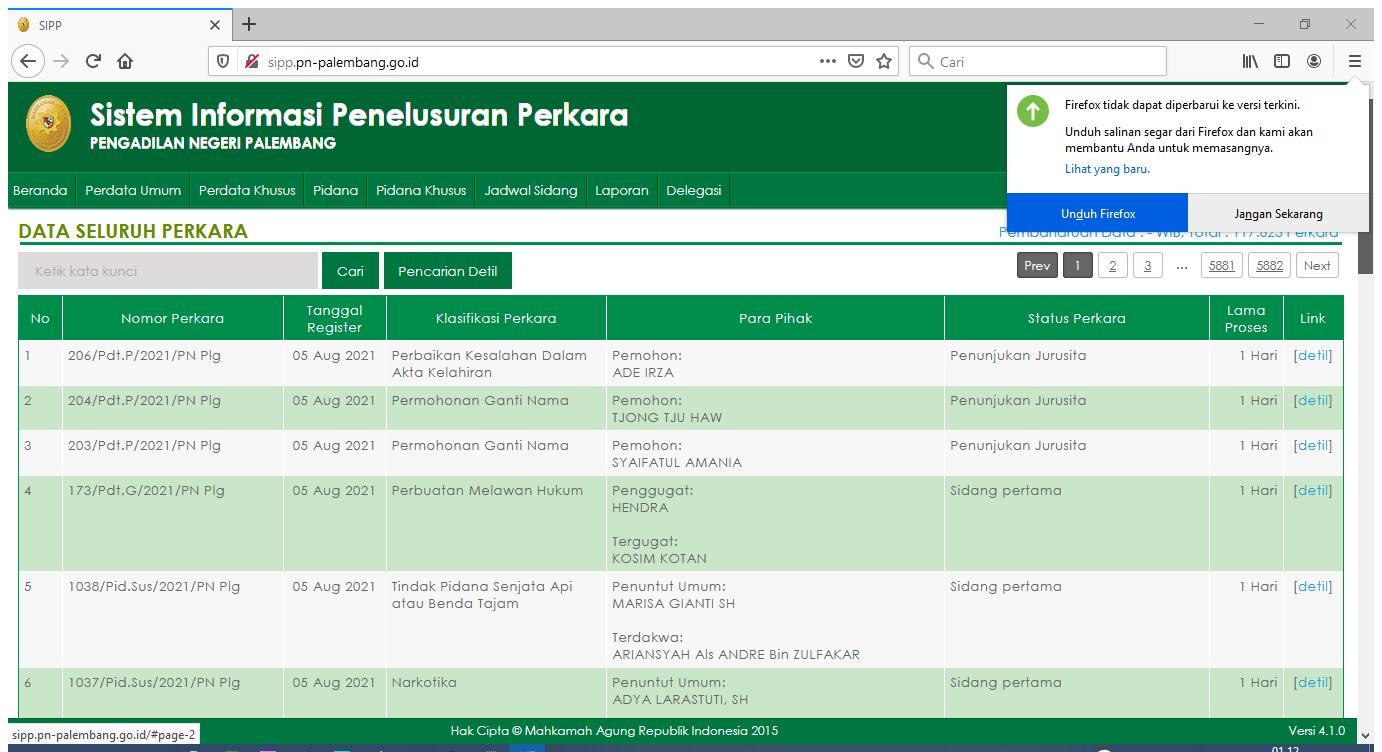 SIPP
sipp.pn-palembang.go.id
Cari
Sistem Informasi Penelusuran Perkara
PENGADILAN NEGERI PALEMBANG
Firefox tidak dapat diperbarui ke versi terkini.
Unduh salinan segar dari Firefox dan kami akan
membantu Anda untuk memasangnya.
Lihat yang baru.
Unduh Firefox Jangan Sekarang
Beranda Perdata Umum Perdata Khusus Pidana Pidana Khusus Jadwal Sidang Laporan Delegasi
DATA SELURUH PERKARA
Pembaharuan Data : - WIB, Total : 117.623 Perkara
Ketik kata kunci Cari Pencarian Detil
Prev 1 2 3 ... 5881 5882 Next
No Nomor Perkara Tanggal Register Klasifikasi Perkara Para Pihak Status Perkara Lama Proses Link
1 206/Pdt.P/2021/PN Plg 05 Aug 2021 Perbaikan Kesalahan Dalam Pemohon: Penunjukan Jurusita 1 Hari [detil]
Akta Kelahiran ADE IRZA
2 204/Pdt.P/2021/PN Plg 05 Aug 2021 Permohonan Ganti Nama Pemohon: Penunjukan Jurusita 1 Hari [detil]
TJONG TJU HAW
3 203/Pdt.P/2021/PN Plg 05 Aug 2021 Permohonan Ganti Nama Pemohon: Penunjukan Jurusita 1 Hari [detil]
SYAIFATUL AMANIA
4 173/Pdt.G/2021/PN Plg 05 Aug 2021 Perbuatan Melawan Hukum Penggugat: Sidang pertama 1 Hari [detil]
HENDRA
Tergugat:
KOSIM KOTAN
5 1038/Pid.Sus/2021/PN Plg 05 Aug 2021 Tindak Pidana Senjata Api Penuntut Umum: Sidang pertama 1 Hari [detil]
atau Benda Tajam MARISA GIANTI SH
Terdakwa:
ARIANSYAH Als ANDRE Bin ZULFAKAR
6 1037/Pid.Sus/2021/PN Plg 05 Aug 2021 Narkotika Penuntut Umum: Sidang pertama 1 Hari [detil]
ADYA LARASTUTI, SH
sipp.pn-palembang.go.id/#page-2
Hak Cipta © Mahkamah Agung Republik Indonesia 2015
Versi 4.1.0
01.12